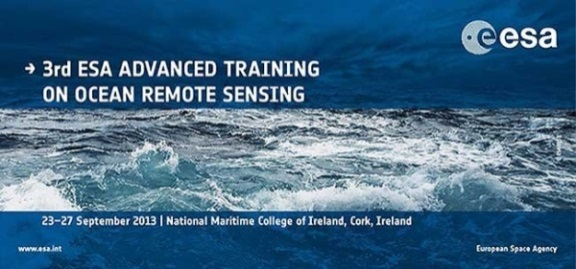 esa
→ 3rd ESA ADVANCED TRAINING
ON OCEAN REMOTE SENSING
23–27 September 2013 | National Maritime College of Ireland, Cork, Ireland
www.esa.int
European Space Agency